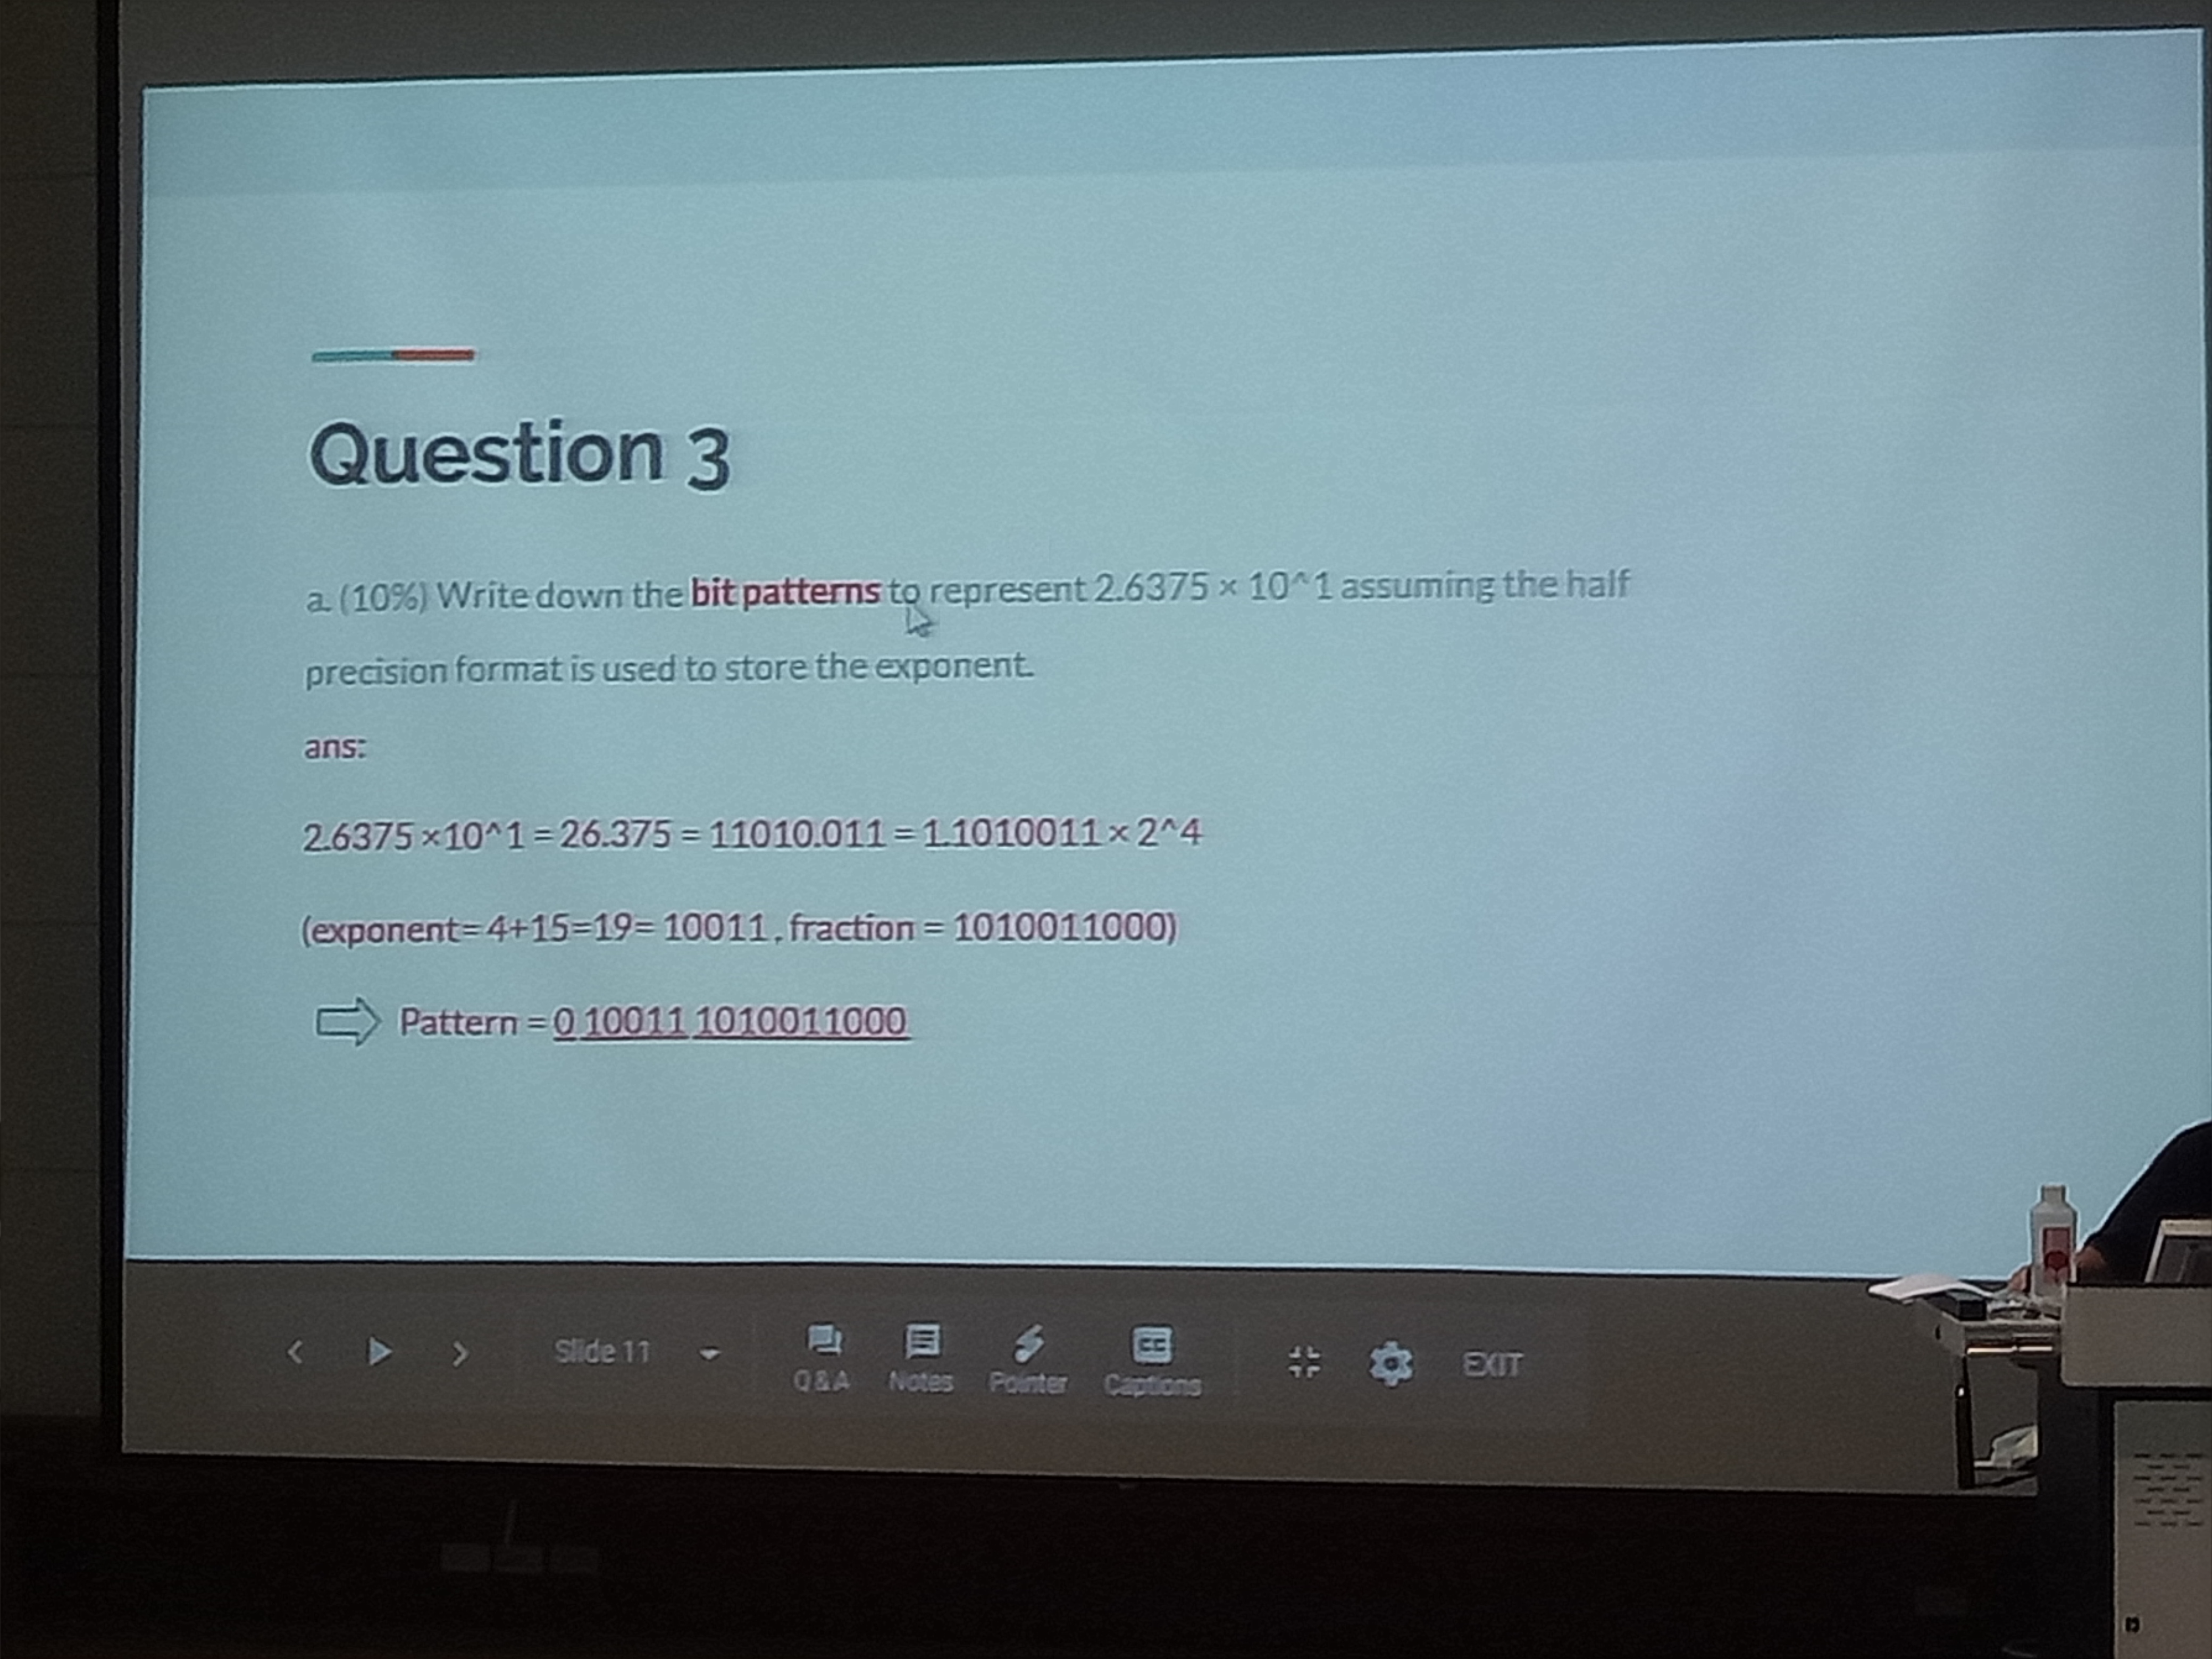 Question 3
a. (10%) Write down the bit patterns to represent 2.6375 × 10^1 assuming the half
precision format is used to store the exponent.
ans:
2.6375 ×10^1 = 26.375 = 11010.011 = 1.1010011 × 2^4
(exponent= 4+15=19= 10011, fraction = 1010011000)
Pattern = 0 10011 1010011000
Slide 11
Q&A Notes Pointer Captions EXIT